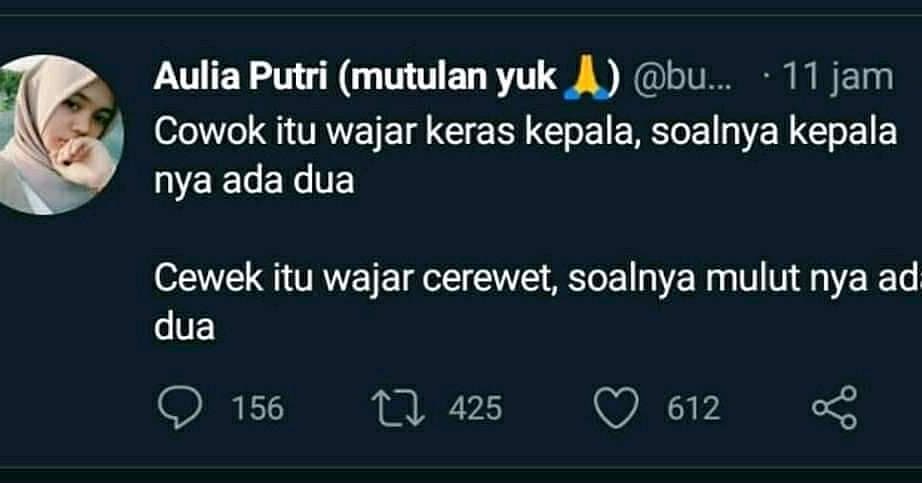 Aulia Putri (mutulan yuk 🙏) @bu... · 11 jam
Cowok itu wajar keras kepala, soalnya kepala
nya ada dua
Cewek itu wajar cerewet, soalnya mulut nya ada
dua
156 425 612